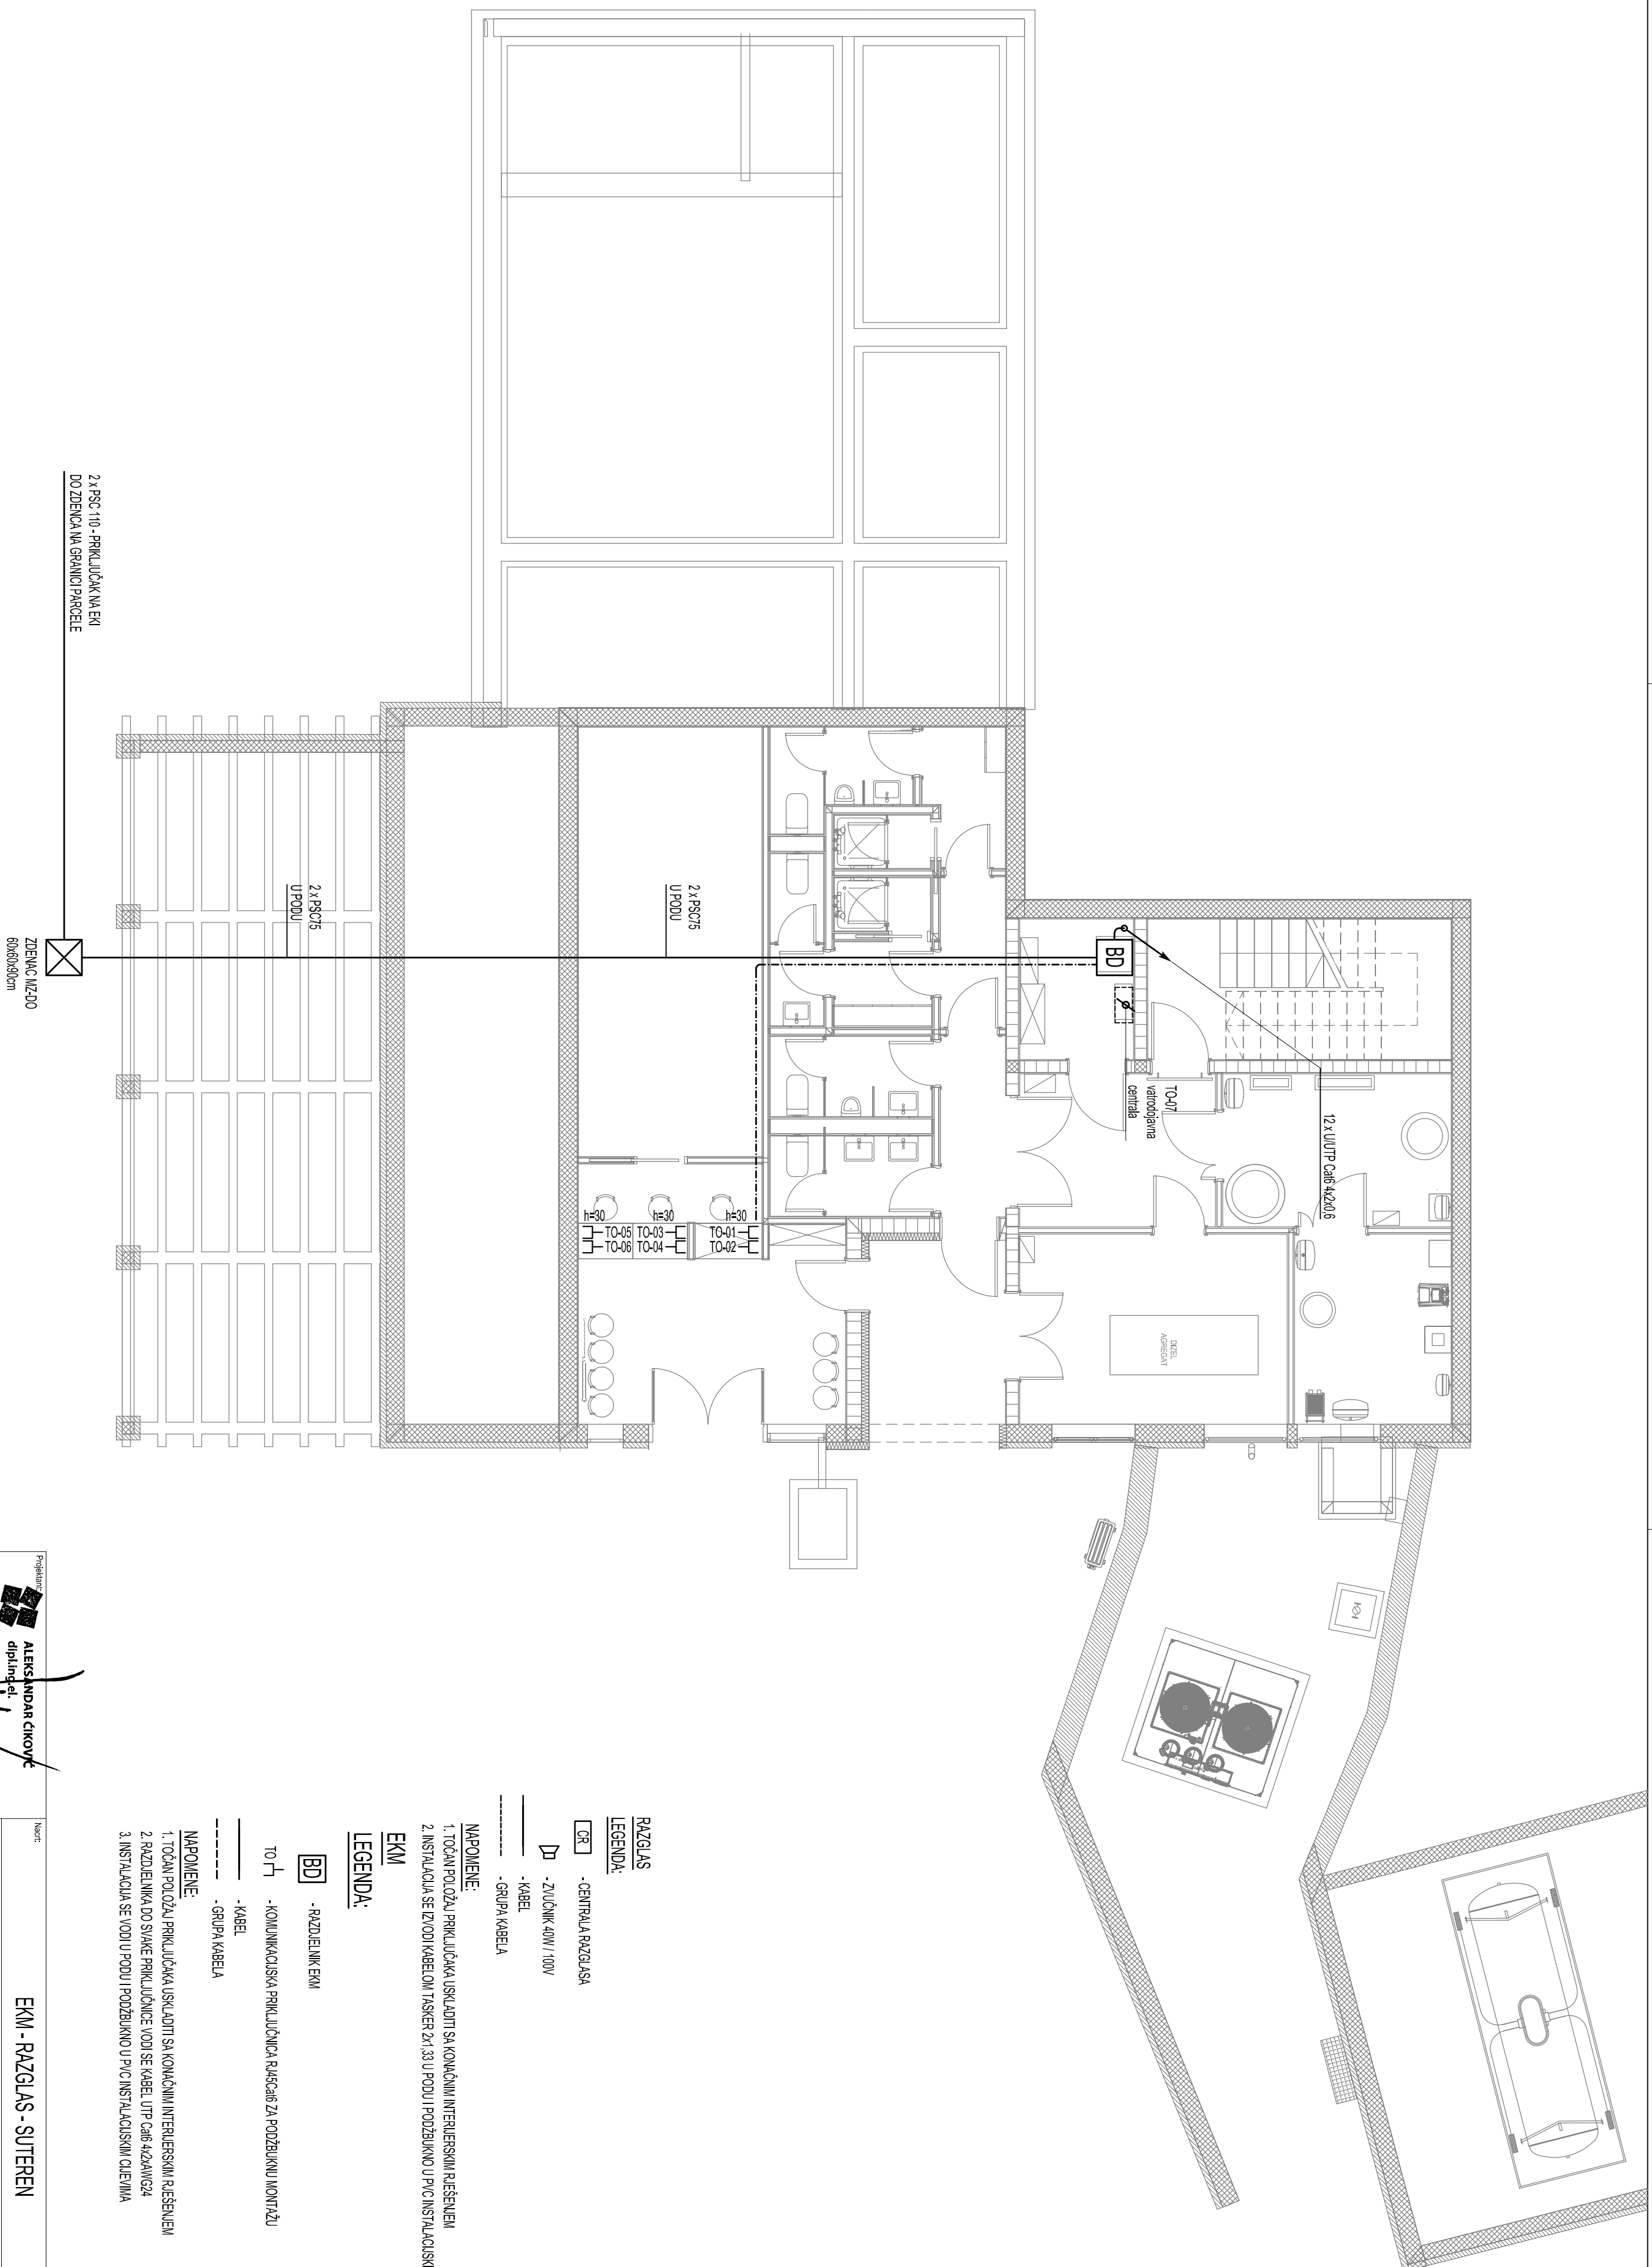 2 x PSC 110 - PRIKLJUČAK NA EKI
DO ZDENCA NA GRANICI PARCELE
ZDENAC MZ-DO
60x60x90cm
2 x PSC75
U PODU
2 x PSC75
U PODU
BD
TO-07
vatrodojavna
centrala
12 x U/UTP Cat6 4x2x0,6
h=30
h=30
h=30
TO-05
TO-03
TO-01
TO-06
TO-04
TO-02
DIZEL
AGREGAT
RAZGLAS
LEGENDA:
CR
- CENTRALA RAZGLASA
- ZVUČNIK 40W / 100V
- KABEL
- GRUPA KABELA
NAPOMENE:
1. TOČAN POLOŽAJ PRIKLJUČAKA USKLADITI SA KONAČNIM INTERIJERSKIM RJEŠENJEM
2. INSTALACIJA SE IZVODI KABELOM TASKER 2x1,33 U PODU I PODŽBUKNO U PVC INSTALACIJSKI
EKM
LEGENDA:
BD
- RAZDJELNIK EKM
TO
- KOMUNIKACIJSKA PRIKLJUČNICA RJ45Cat6 ZA PODŽBUKNU MONTAŽU
- KABEL
- GRUPA KABELA
NAPOMENE:
1. TOČAN POLOŽAJ PRIKLJUČAKA USKLADITI SA KONAČNIM INTERIJERSKIM RJEŠENJEM
2. RAZDJELNIKA DO SVAKE PRIKLJUČNICE VODI SE KABEL UTP Cat6 4x2xAWG24
3. INSTALACIJA SE VODI U PODU I PODŽBUKNO U PVC INSTALACIJSKIM CIJEVIMA
Projektant:
ALEKSANDAR ČIKOVIĆ
dipl.ing.el.
Nacrt:
EKM - RAZGLAS - SUTEREN